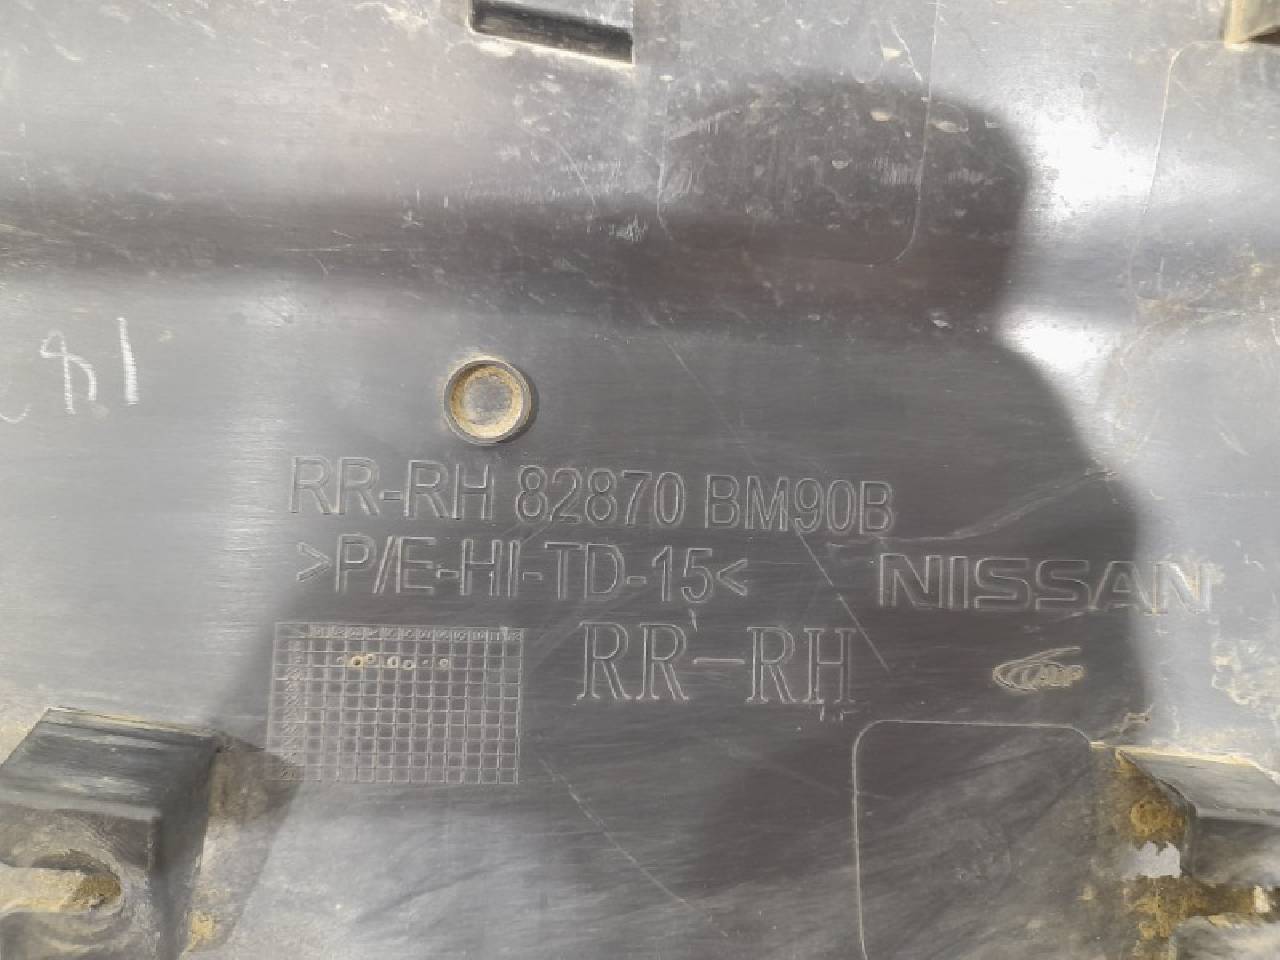 RR-RH 82870 BM90B
>P/E-HI-TD-15<
NISSAN
RR-RH